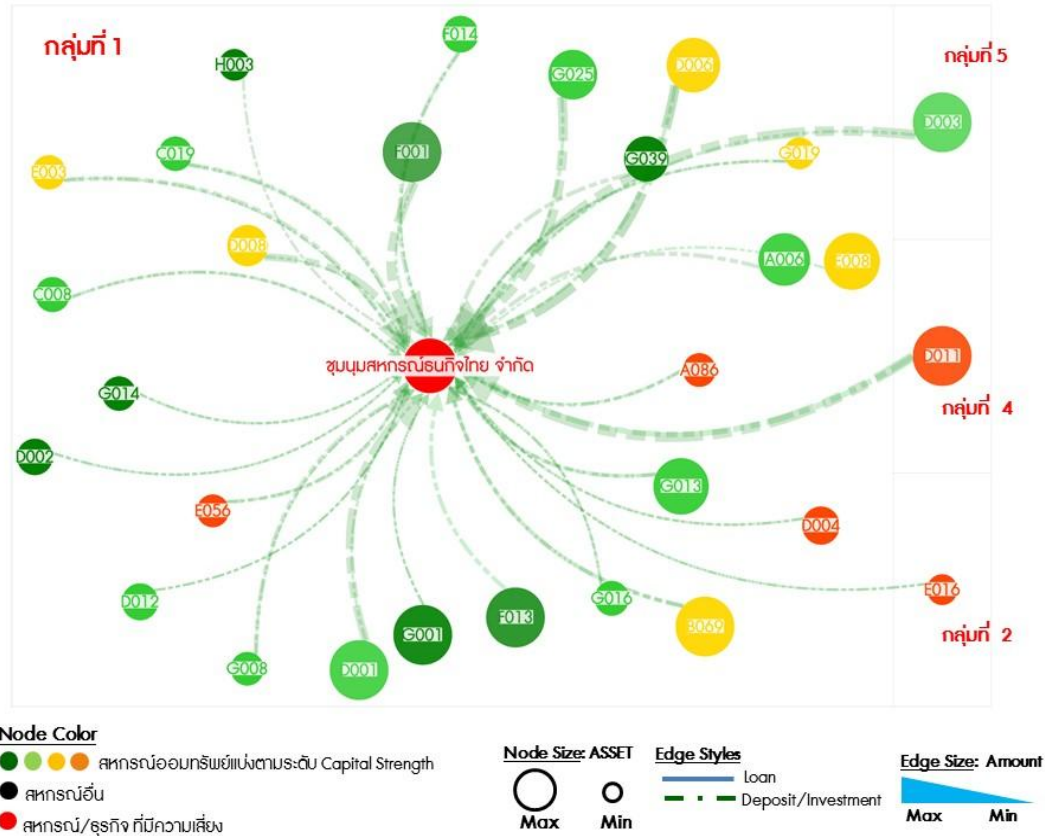 กลุ่มที่ 1
กลุ่มที่ 5
F014
H003
G025
D006
D003
C019
F001
G039
G019
E003
D008
A006
E008
C008
ชุมนุมสหกรณ์ธนกิจไทย จำกัด
A086
D011
G014
กลุ่มที่ 4
D002
E056
G013
D004
D012
G016
E016
G001
F013
B069
กลุ่มที่ 2
G008
D001
Node Color
สหกรณ์ออมทรัพย์แบ่งตามระดับ Capital Strength
สหกรณ์อื่น
สหกรณ์/ธุรกิจ ที่มีความเสี่ยง
Node Size: ASSET
Max Min
Edge Styles
Loan
Deposit/Investment
Edge Size: Amount
Max Min